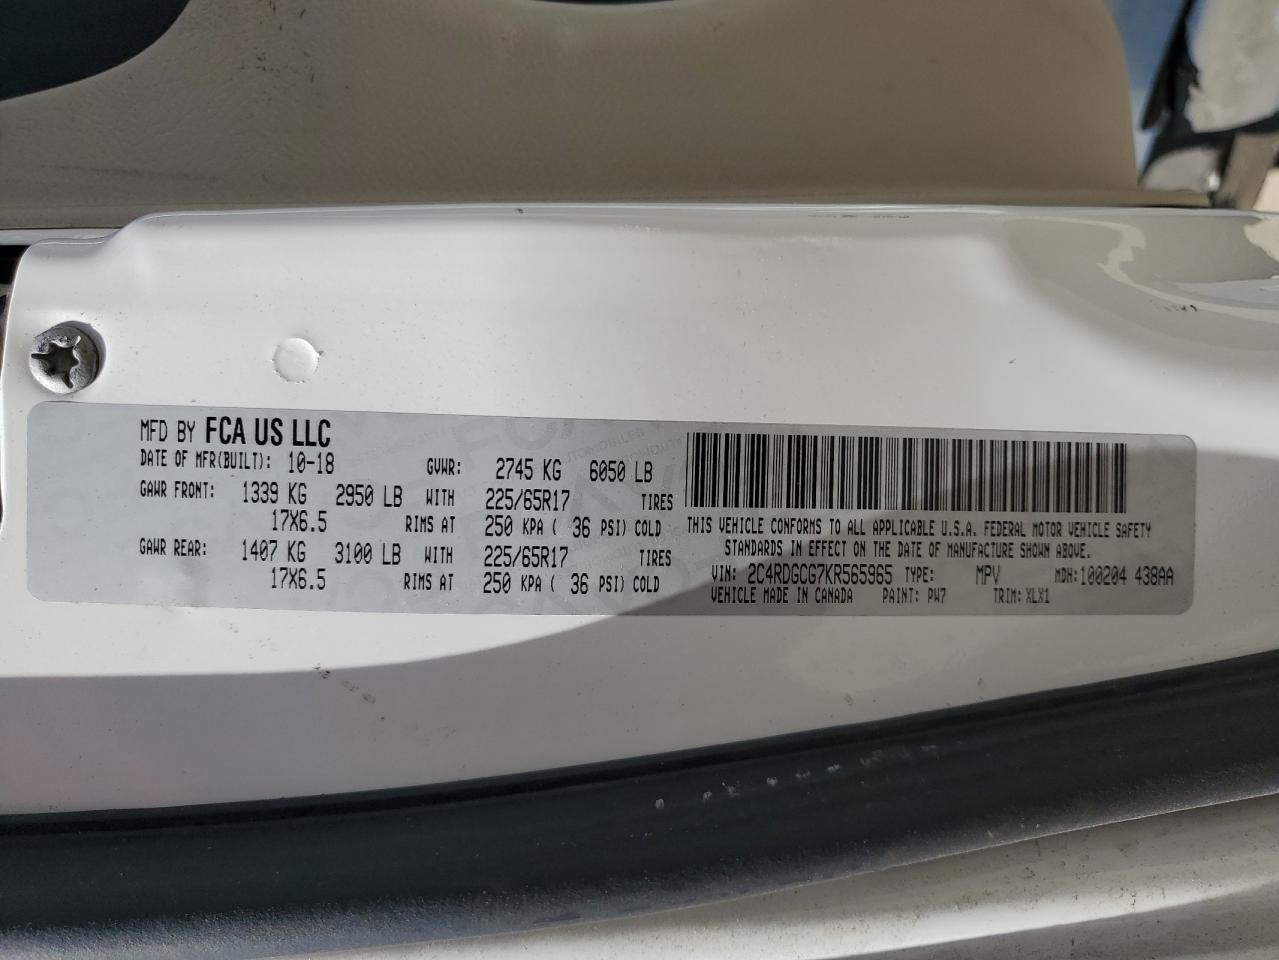 MFD BY FCA US LLC
DATE OF MFR(BUILT): 10-18 GVWR: 2745 KG 6050 LB
GAWR FRONT: 1339 KG 2950 LB WITH 225/65R17 TIRES
17X6.5 RIMS AT 250 KPA ( 36 PSI) COLD
GAWR REAR: 1407 KG 3100 LB WITH 225/65R17 TIRES
17X6.5 RIMS AT 250 KPA ( 36 PSI) COLD
THIS VEHICLE CONFORMS TO ALL APPLICABLE U.S.A. FEDERAL MOTOR VEHICLE SAFETY
STANDARDS IN EFFECT ON THE DATE OF MANUFACTURE SHOWN ABOVE.
VIN: 2C4RDGCG7KR565965 TYPE: MPV MDH:100204 438AA
VEHICLE MADE IN CANADA PAINT: PW7 TRIM: XLX1